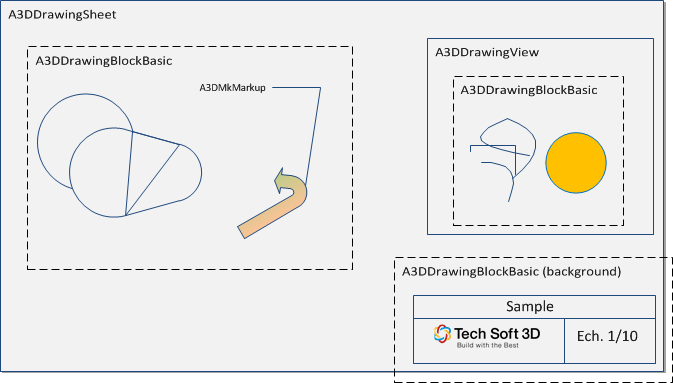 A3DDrawingSheet
A3DDrawingBlockBasic
A3DMkMarkup
A3DDrawingView
A3DDrawingBlockBasic
A3DDrawingBlockBasic (background)
Sample
Tech Soft 3D
Build with the Best
Ech. 1/10